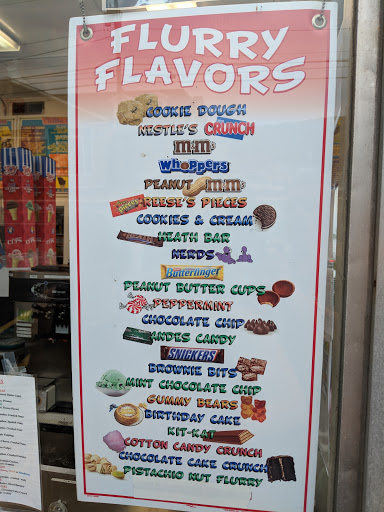 FLURRY
FLAVORS
COOKIE DOUGH
NESTLE'S CRUNCH
m&m's
WHOPPERS
PEANUT m&m's
REESE'S PIECES
COOKIES & CREAM
HEATH BAR
NERDS
Butterfinger
PEANUT BUTTER CUPS
PEPPERMINT
CHOCOLATE CHIP
ANDES CANDY
SNICKERS
BROWNIE BITS
MINT CHOCOLATE CHIP
GUMMY BEARS
BIRTHDAY CAKE
KIT-KAT
COTTON CANDY CRUNCH
CHOCOLATE CAKE CRUNCH
PISTACHIO NUT FLURRY